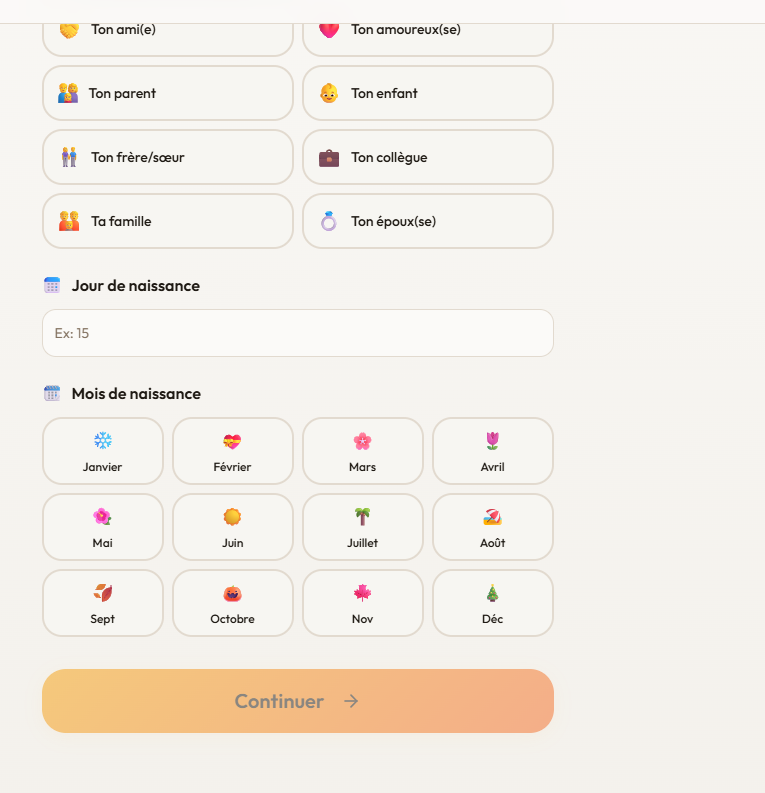 Ton ami(e)
Ton amoureux(se)
Ton parent
Ton enfant
Ton frère/sœur
Ton collègue
Ta famille
Ton époux(se)
Jour de naissance
Ex: 15
Mois de naissance
Janvier
Février
Mars
Avril
Mai
Juin
Juillet
Août
Sept
Octobre
Nov
Déc
Continuer →